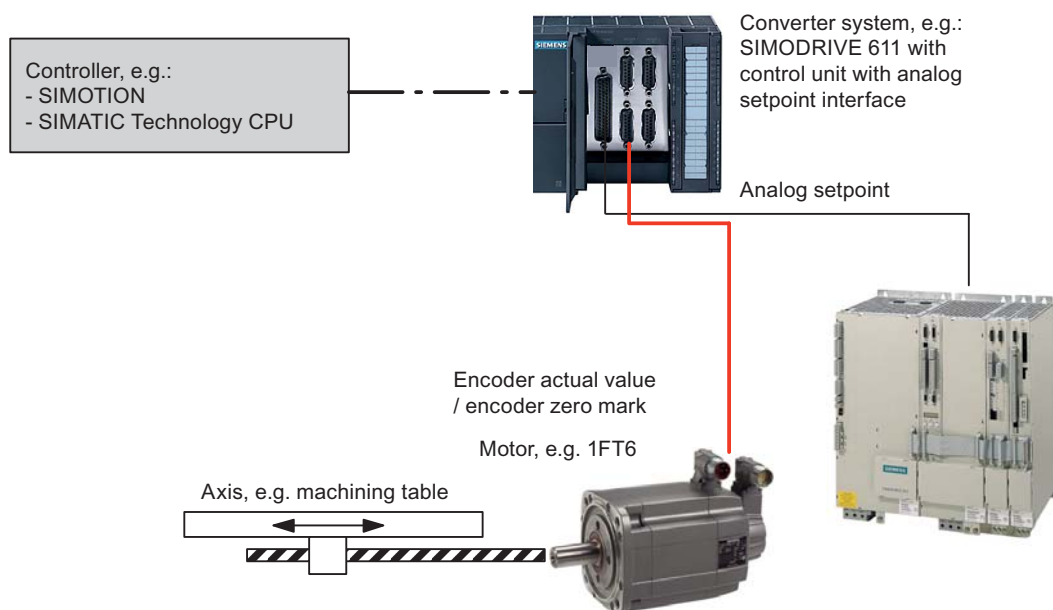 Controller, e.g.:
- SIMOTION
- SIMATIC Technology CPU
SIEMENS
Converter system, e.g.:
SIMODRIVE 611 with
control unit with analog
setpoint interface
Analog setpoint
Encoder actual value
/ encoder zero mark
Motor, e.g. 1FT6
Axis, e.g. machining table
SIEMENS